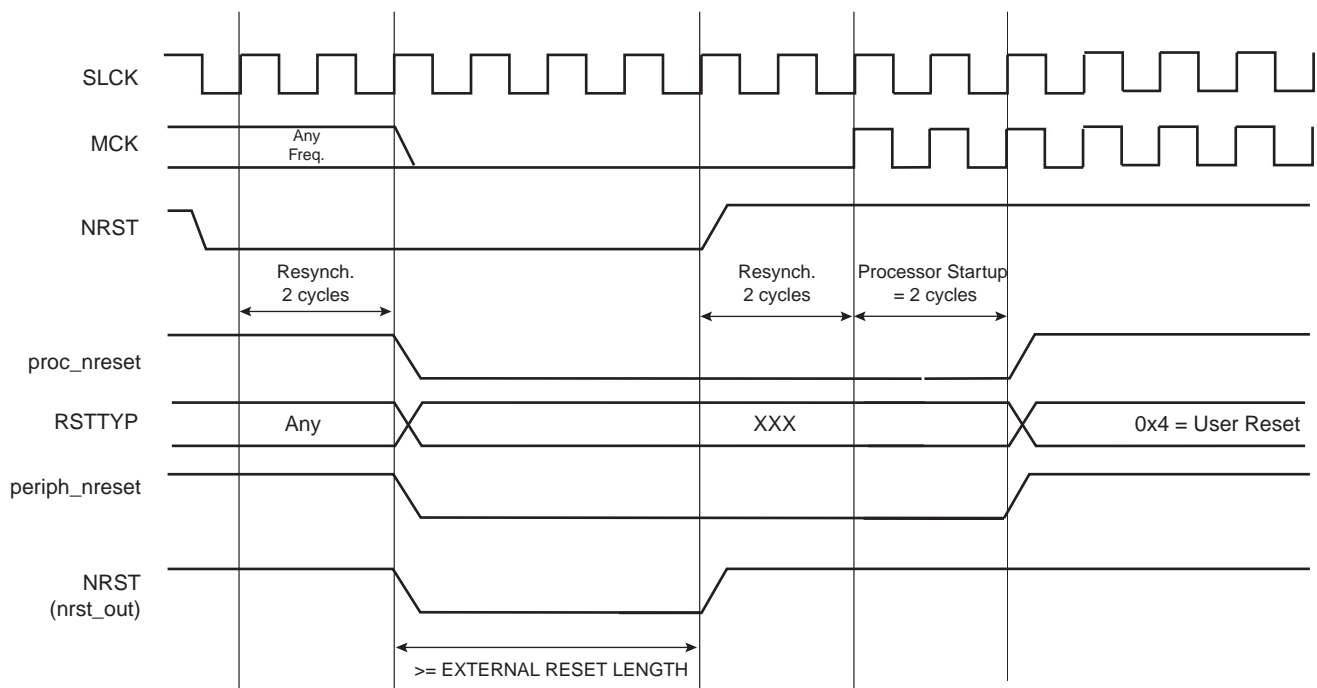 SLCK
MCK
Any
Freq.
NRST
Resynch.
2 cycles
Resynch.
2 cycles
Processor Startup
= 2 cycles
proc_nreset
RSTTYP
Any
XXX
0x4 = User Reset
periph_nreset
NRST
(nrst_out)
>= EXTERNAL RESET LENGTH